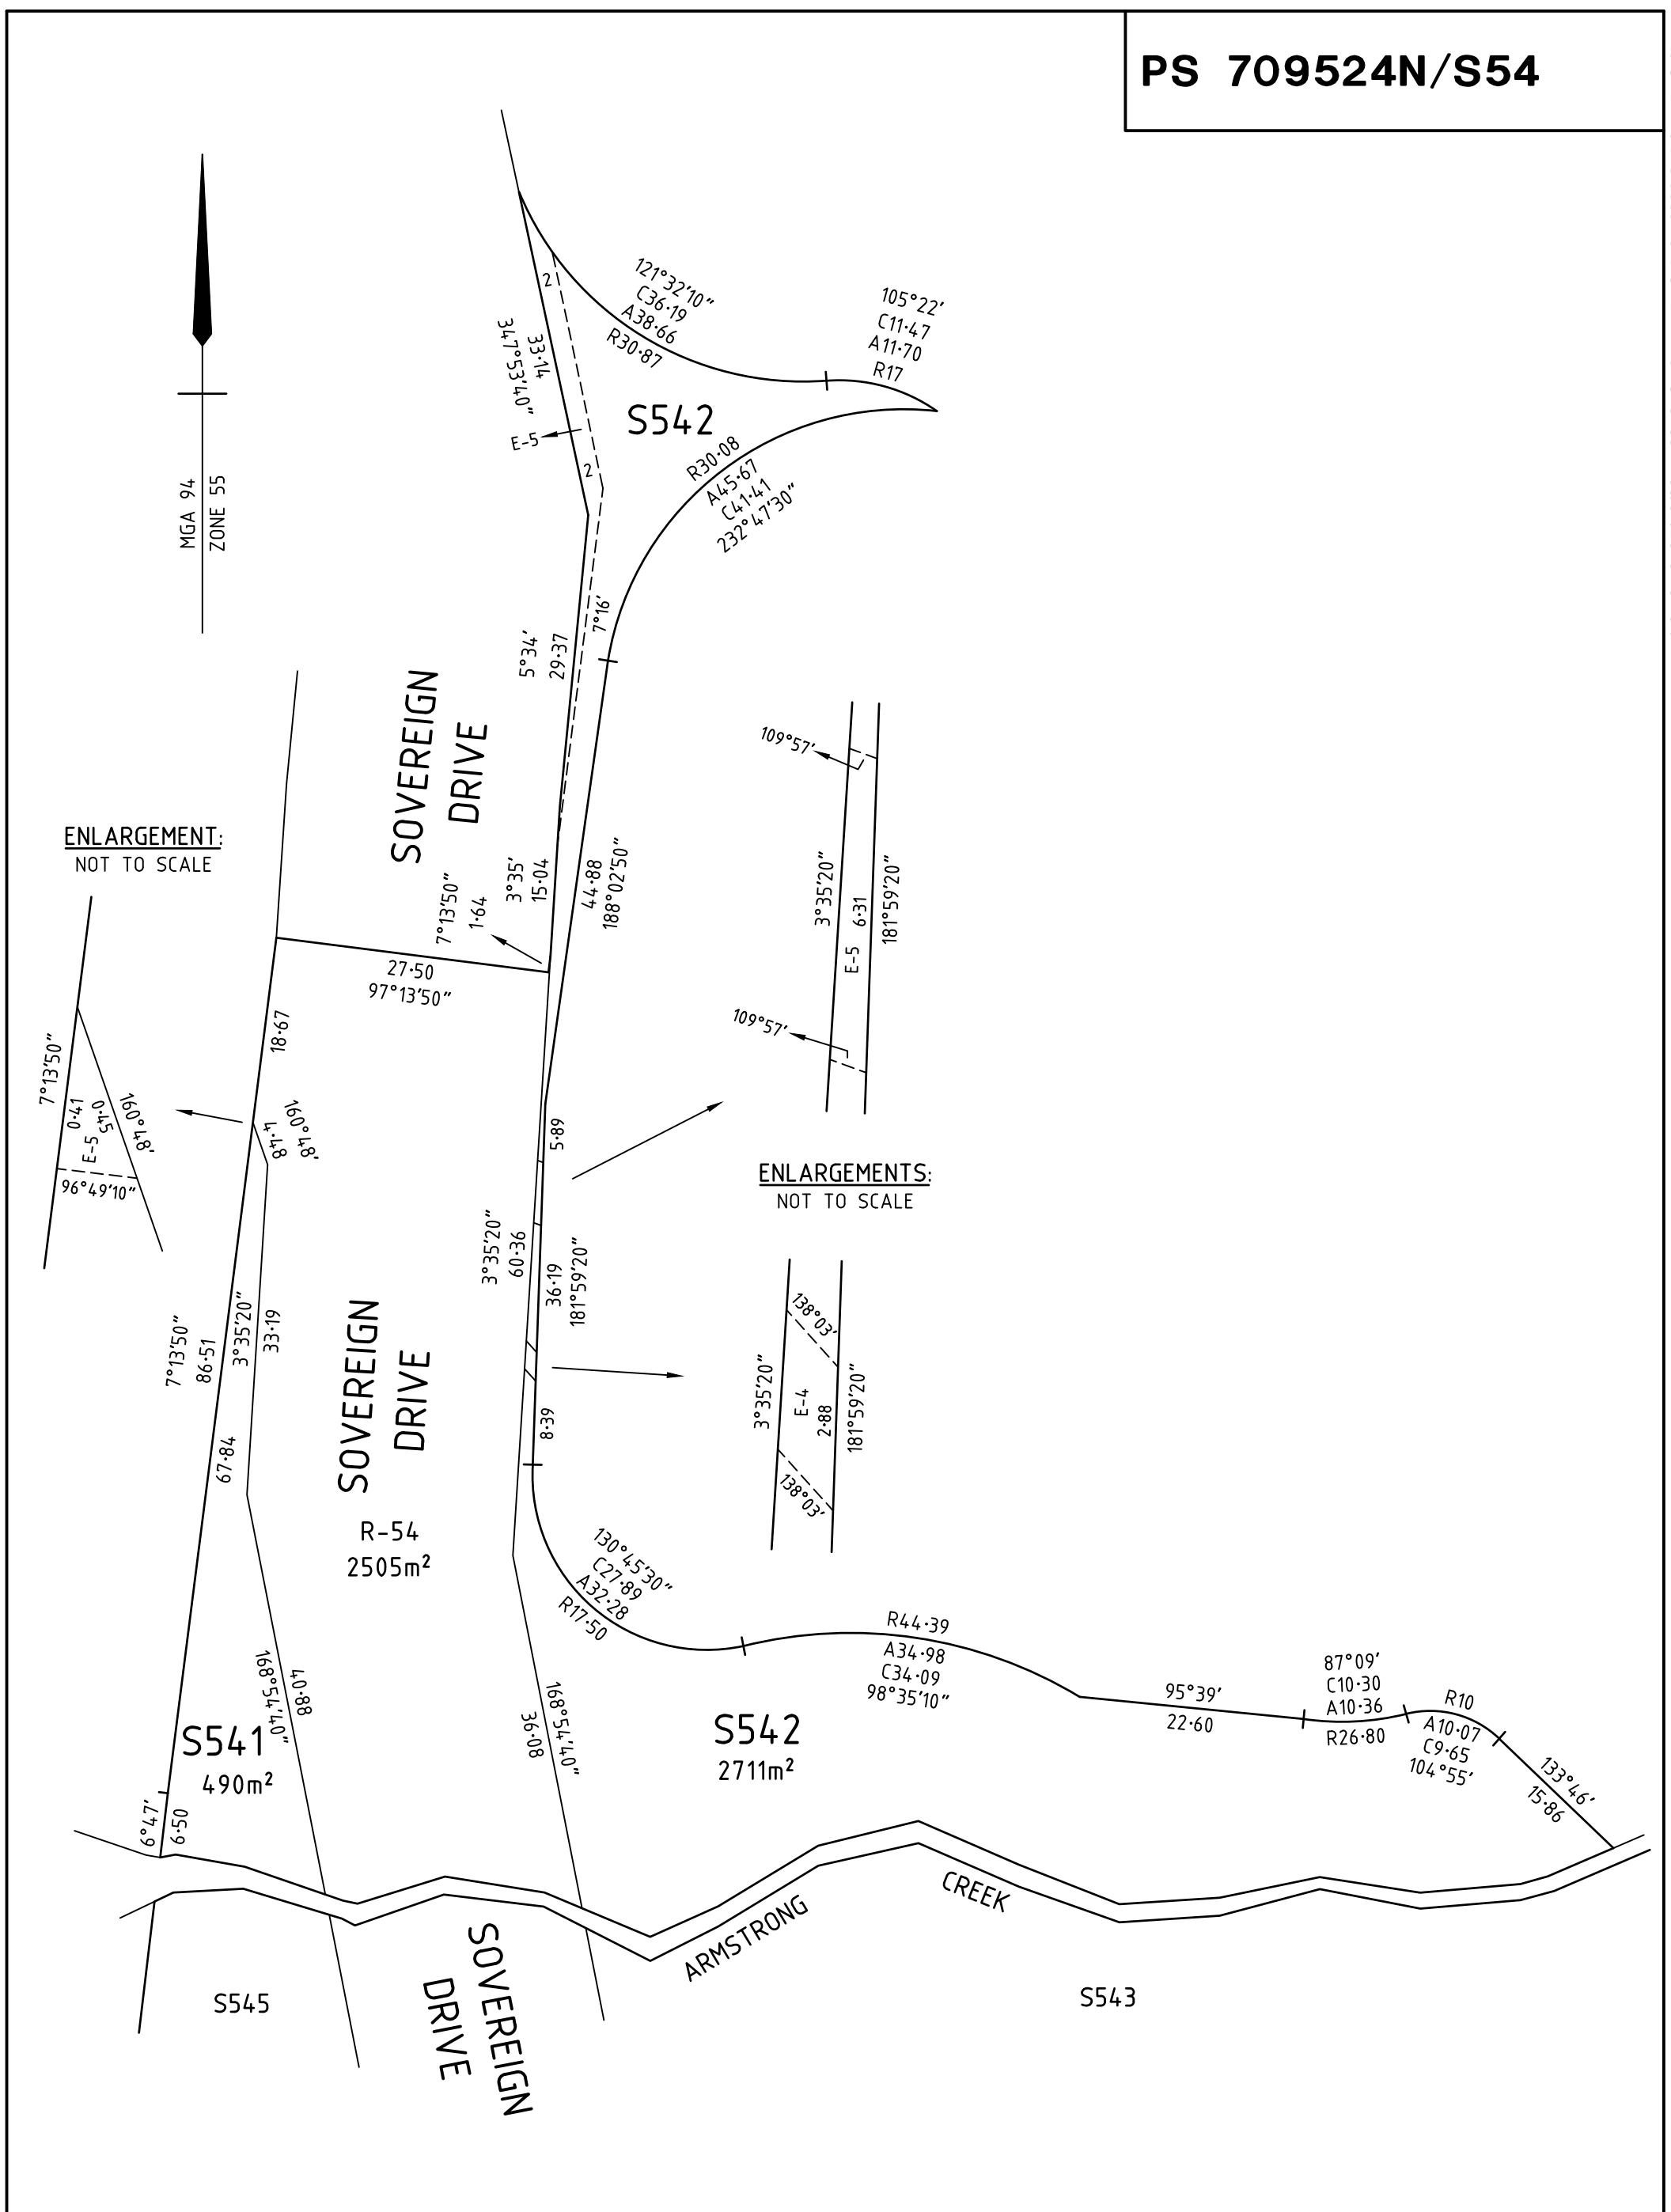 PS 709524N/S54
MGA 94
ZONE 55
121°32'10"
C36·19
A38·66
R30·87
105°22'
C11·47
A11·70
R17
2
33·14
347°53'40"
E-5
2
S542
R30·08
A45·67
C41·41
232°47'30"
7°16'
5°34'
29·37
SOVEREIGN
DRIVE
3°35'
15·04
7°13'50"
1·64
44·88
188°02'50"
27·50
97°13'50"
ENLARGEMENT:
NOT TO SCALE
7°13'50"
0·41
0·45
E-5
160°48'
96°49'10"
18·67
4·48
160°48'
109°57'
3°35'20"
E-5
6·31
181°59'20"
109°57'
ENLARGEMENTS:
NOT TO SCALE
138°03'
3°35'20"
E-4
2·88
181°59'20"
138°03'
5·89
3°35'20"
60·36
36·19
181°59'20"
8·39
7°13'50"
86·51
3°35'20"
33·19
67·84
SOVEREIGN
DRIVE
R-54
2505m²
130°45'30"
C27·89
A32·28
R17·50
R44·39
A34·98
C34·09
98°35'10"
95°39'
22·60
87°09'
C10·30
A10·36
R26·80
R10
A10·07
C9·65
104°55'
133°46'
15·86
168°54'40"
40·88
168°54'40"
36·08
S541
490m²
S542
2711m²
6°47'
6·50
ARMSTRONG
CREEK
SOVEREIGN
DRIVE
S545
S543